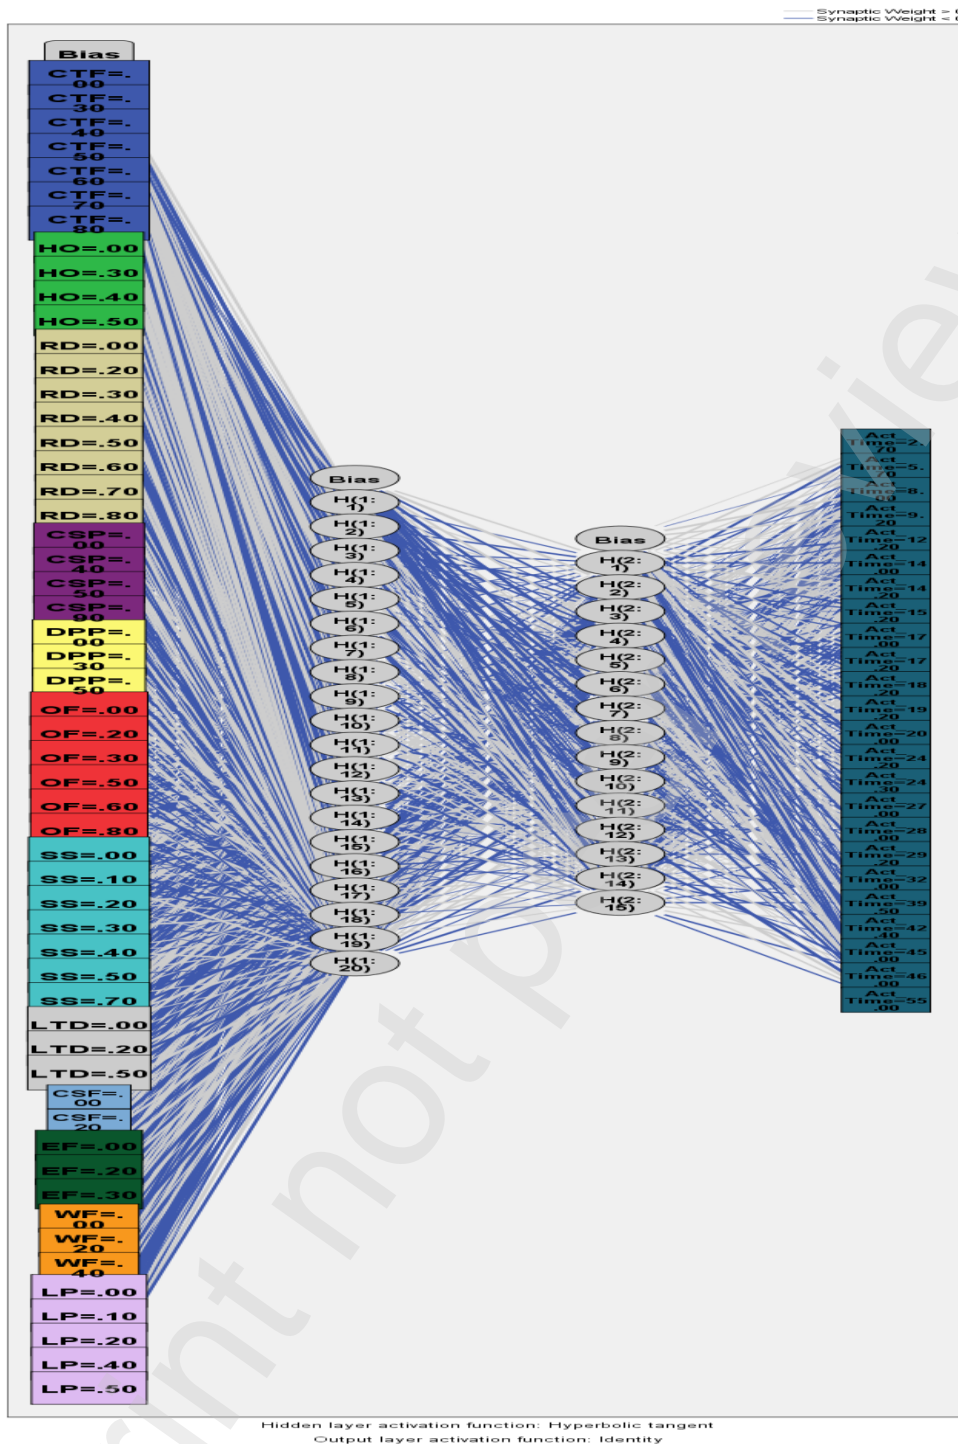 Synaptic Weight >
Synaptic Weight <
Bias
CTF=.
00
CTF=.
30
CTF=.
40
CTF=.
50
CTF=.
60
CTF=.
70
CTF=.
80
HO=.00
HO=.30
HO=.40
HO=.50
RD=.00
RD=.20
RD=.30
RD=.40
RD=.50
RD=.60
RD=.70
RD=.80
CSP=.
00
CSP=.
40
CSP=.
50
CSP=.
90
DPP=.
00
DPP=.
30
DPP=.
50
OF=.00
OF=.20
OF=.30
OF=.50
OF=.60
OF=.80
SS=.00
SS=.10
SS=.20
SS=.30
SS=.40
SS=.50
SS=.70
LTD=.00
LTD=.20
LTD=.50
CSF=.
00
CSF=.
20
EF=.00
EF=.20
EF=.30
WF=.
00
WF=.
20
WF=.
40
LP=.00
LP=.10
LP=.20
LP=.40
LP=.50
Bias
H(1:
1)
H(1:
2)
H(1:
3)
H(1:
4)
H(1:
5)
H(1:
6)
H(1:
7)
H(1:
8)
H(1:
9)
H(1:
10)
H(1:
11)
H(1:
12)
H(1:
13)
H(1:
14)
H(1:
15)
H(1:
16)
H(1:
17)
H(1:
18)
H(1:
19)
H(1:
20)
Bias
H(2:
1)
H(2:
2)
H(2:
3)
H(2:
4)
H(2:
5)
H(2:
6)
H(2:
7)
H(2:
8)
H(2:
9)
H(2:
10)
H(2:
11)
H(2:
12)
H(2:
13)
H(2:
14)
H(2:
15)
Act
Time=2.
70
Act
Time=5.
70
Act
Time=8.
00
Act
Time=9.
20
Act
Time=12
.20
Act
Time=14
.00
Act
Time=14
.20
Act
Time=15
.20
Act
Time=17
.00
Act
Time=17
.20
Act
Time=18
.20
Act
Time=19
.20
Act
Time=20
.00
Act
Time=24
.20
Act
Time=24
.30
Act
Time=27
.00
Act
Time=28
.00
Act
Time=29
.20
Act
Time=32
.00
Act
Time=39
.50
Act
Time=42
.40
Act
Time=45
.00
Act
Time=46
.00
Act
Time=55
.00
Hidden layer activation function: Hyperbolic tangent
Output layer activation function: Identity